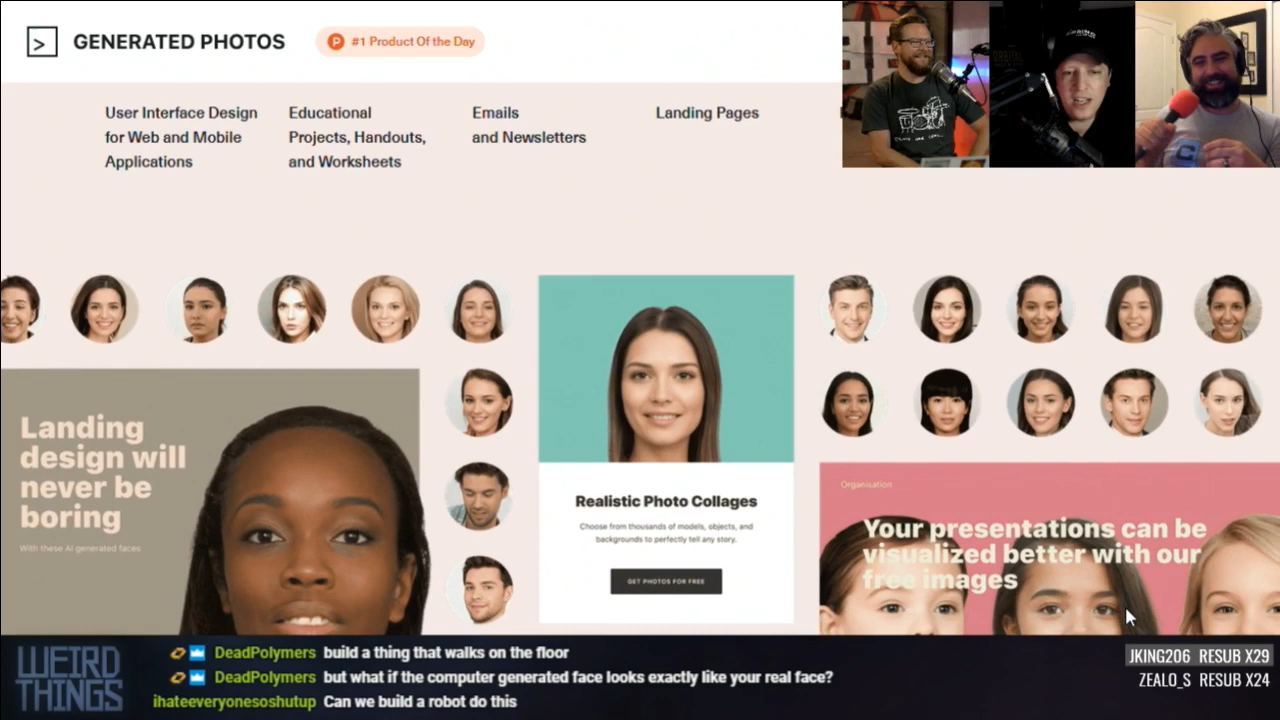 GENERATED PHOTOS
#1 Product Of the Day
User Interface Design
for Web and Mobile
Applications
Educational
Projects, Handouts,
and Worksheets
Emails
and Newsletters
Landing Pages
Landing
design will
never be
boring
With these AI generated faces
Realistic Photo Collages
Choose from thousands of models, objects, and
backgrounds to perfectly tell any story.
GET PHOTOS FOR FREE
Organisation
Your presentations can be
visualized better with our
free images
WEIRD
THINGS
DeadPolymers build a thing that walks on the floor
DeadPolymers but what if the computer generated face looks exactly like your real face?
ihateeveryonesoshutup Can we build a robot do this
JKING206 RESUB X29
ZEALO_S RESUB X24